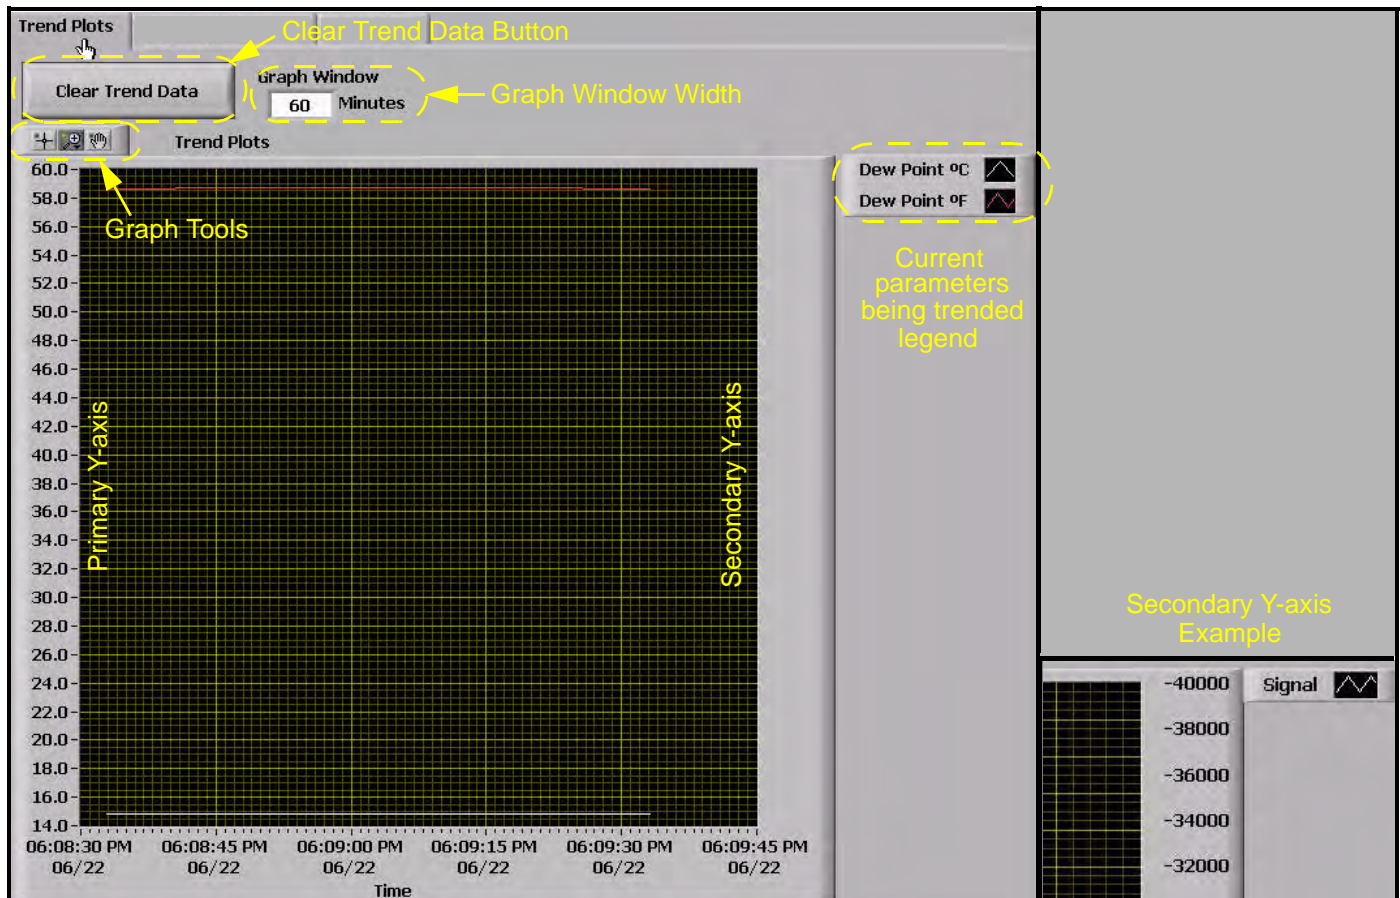 Trend Plots
Clear Trend Data Button
Clear Trend Data
Graph Window
60 Minutes
Graph Window Width
Trend Plots
Graph Tools
Dew Point ºC
Dew Point ºF
Current
parameters
being trended
legend
60.0
58.0
56.0
54.0
52.0
50.0
48.0
46.0
44.0
42.0
40.0
38.0
36.0
34.0
32.0
30.0
28.0
26.0
24.0
22.0
20.0
18.0
16.0
14.0
Primary Y-axis
Secondary Y-axis
06:08:30 PM 06:08:45 PM 06:09:00 PM 06:09:15 PM 06:09:30 PM 06:09:45 PM
06/22 06/22 06/22 06/22 06/22 06/22
Time
Secondary Y-axis
Example
-40000
-38000
-36000
-34000
-32000
Signal